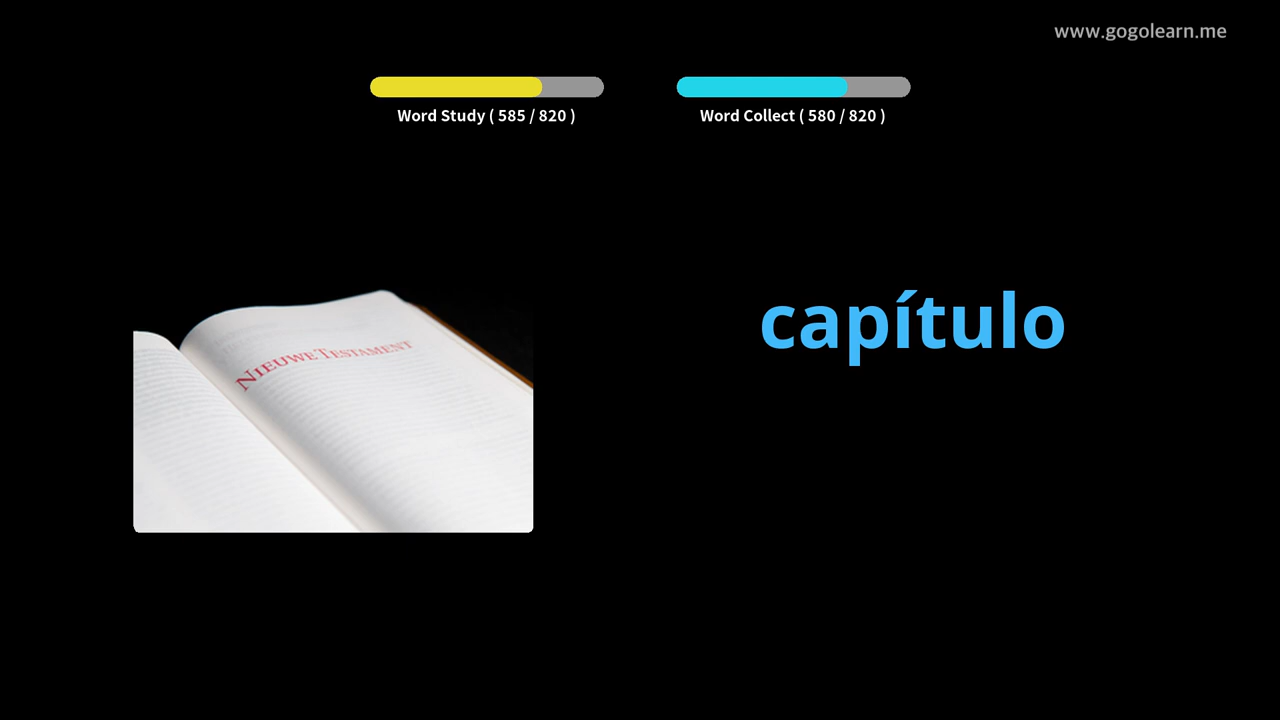 www.gogolearn.me
Word Study ( 585 / 820 )
Word Collect ( 580 / 820 )
capítulo
NIEUWE TESTAMENT